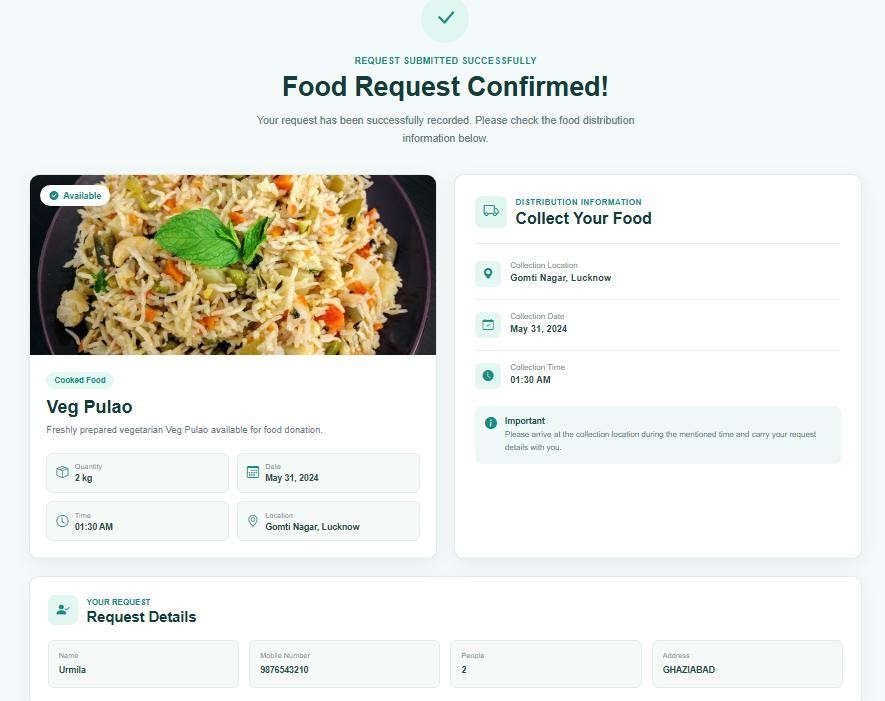 REQUEST SUBMITTED SUCCESSFULLY
Food Request Confirmed!
Your request has been successfully recorded. Please check the food distribution
information below.
Available
Cooked Food
Veg Pulao
Freshly prepared vegetarian Veg Pulao available for food donation.
Quantity
2 kg
Date
May 31, 2024
Time
01:30 AM
Location
Gomti Nagar, Lucknow
DISTRIBUTION INFORMATION
Collect Your Food
Collection Location
Gomti Nagar, Lucknow
Collection Date
May 31, 2024
Collection Time
01:30 AM
Important
Please arrive at the collection location during the mentioned time and carry your request
details with you.
YOUR REQUEST
Request Details
Name
Urmila
Mobile Number
9876543210
People
2
Address
GHAZIABAD